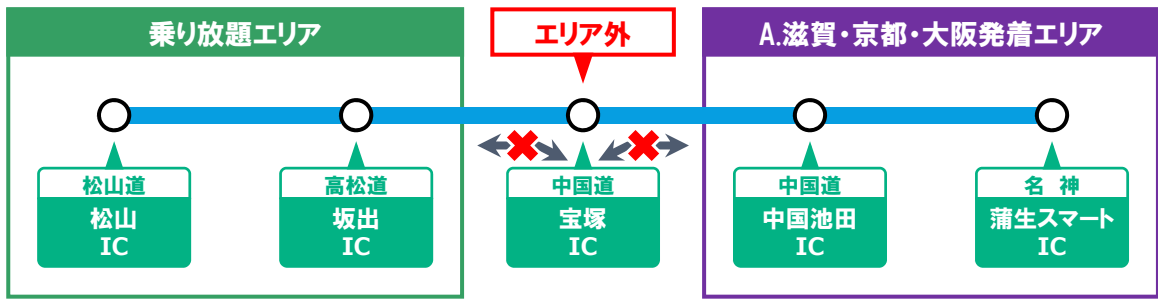 乗り放題エリア
エリア外
A.滋賀・京都・大阪発着エリア
松山道
松山
IC
高松道
坂出
IC
中国道
宝塚
IC
中国道
中国池田
IC
名 神
蒲生スマート
IC